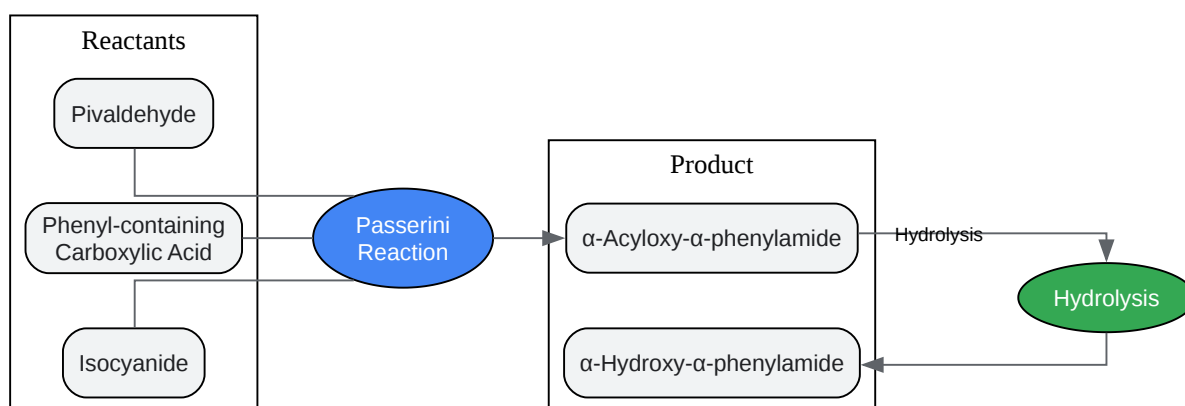 Reactants
Pivaldehyde
Phenyl-containing
Carboxylic Acid
Isocyanide
Passerini
Reaction
Product
α-Acyloxy-α-phenylamide
α-Hydroxy-α-phenylamide
Hydrolysis
Hydrolysis